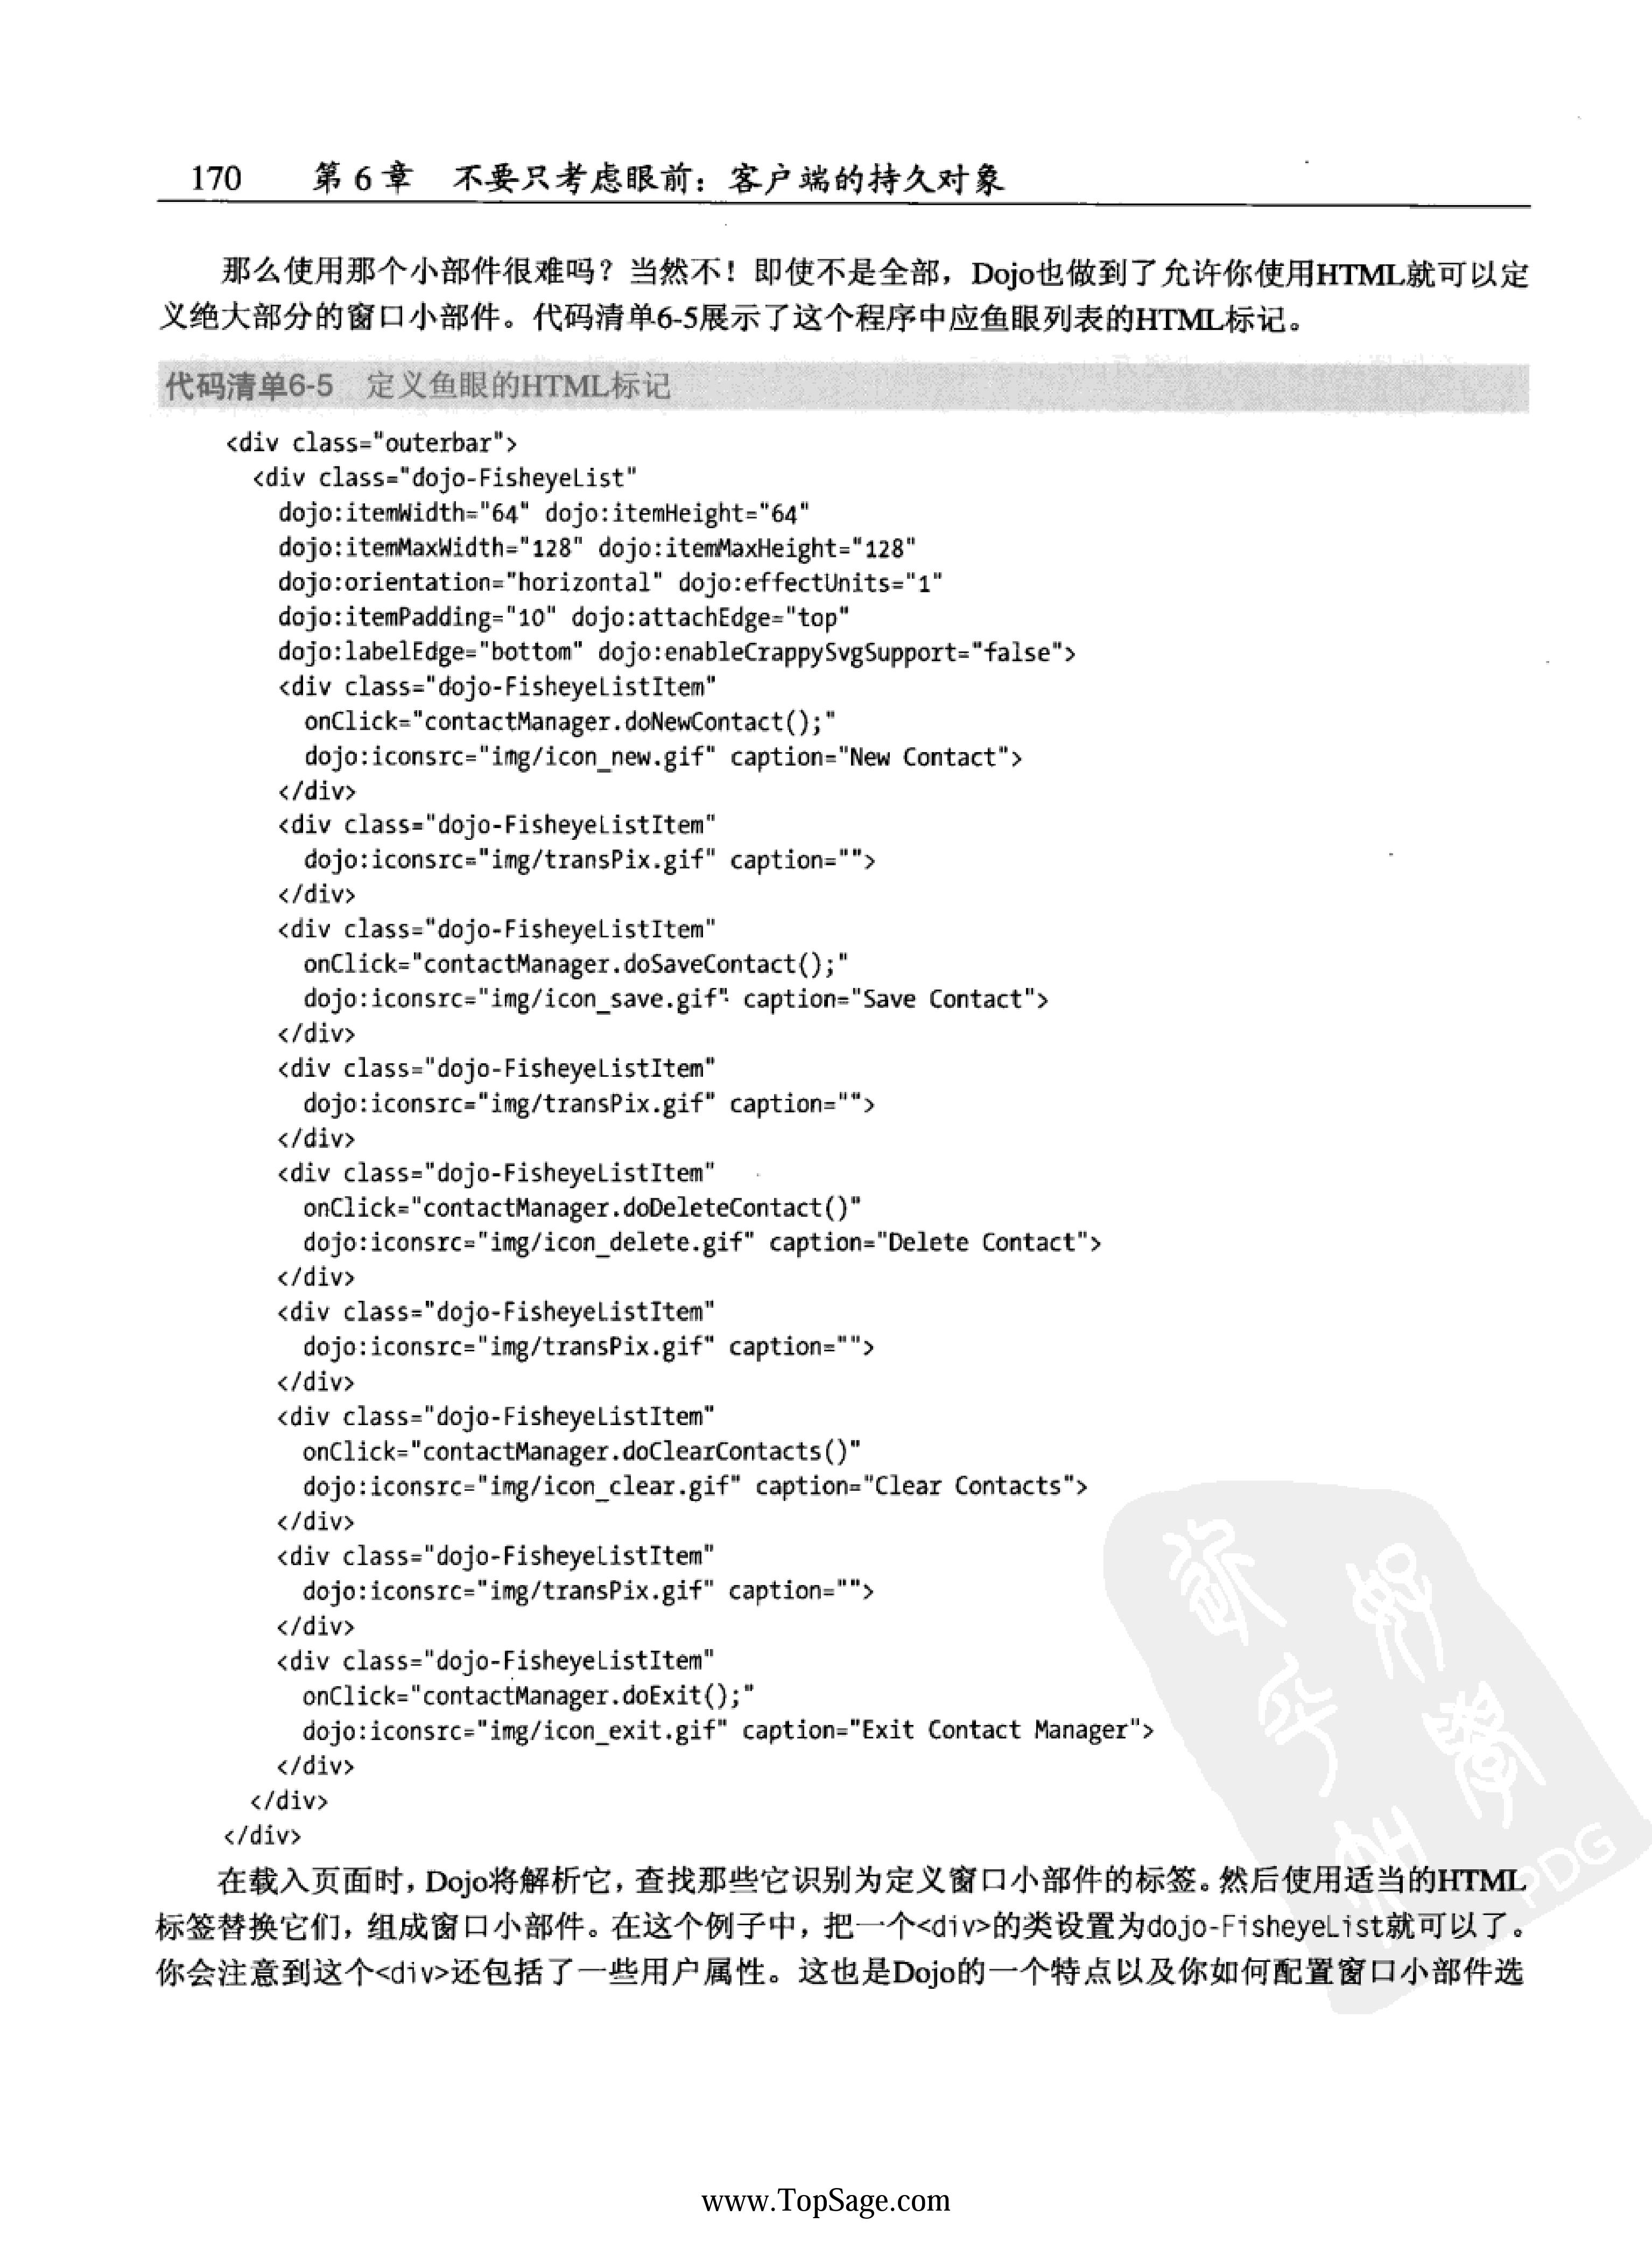 170 第 6 章 不要只考虑眼前：客户端的持久对象
那么使用那个小部件很难吗？当然不！即使不是全部，Dojo也做到了允许你使用HTML就可以定
义绝大部分的窗口小部件。代码清单6-5展示了这个程序中应鱼眼列表的HTML标记。
代码清单6-5 定义鱼眼的HTML标记
<div class="outerbar">
  <div class="dojo-FisheyeList"
    dojo:itemWidth="64" dojo:itemHeight="64"
    dojo:itemMaxWidth="128" dojo:itemMaxHeight="128"
    dojo:orientation="horizontal" dojo:effectUnits="1"
    dojo:itemPadding="10" dojo:attachEdge="top"
    dojo:labelEdge="bottom" dojo:enableCrappySvgSupport="false">
    <div class="dojo-FisheyeListItem"
      onClick="contactManager.doNewContact();"
      dojo:iconsrc="img/icon_new.gif" caption="New Contact">
    </div>
    <div class="dojo-FisheyeListItem"
      dojo:iconsrc="img/transPix.gif" caption="">
    </div>
    <div class="dojo-FisheyeListItem"
      onClick="contactManager.doSaveContact();"
      dojo:iconsrc="img/icon_save.gif" caption="Save Contact">
    </div>
    <div class="dojo-FisheyeListItem"
      dojo:iconsrc="img/transPix.gif" caption="">
    </div>
    <div class="dojo-FisheyeListItem"
      onClick="contactManager.doDeleteContact()"
      dojo:iconsrc="img/icon_delete.gif" caption="Delete Contact">
    </div>
    <div class="dojo-FisheyeListItem"
      dojo:iconsrc="img/transPix.gif" caption="">
    </div>
    <div class="dojo-FisheyeListItem"
      onClick="contactManager.doClearContacts()"
      dojo:iconsrc="img/icon_clear.gif" caption="Clear Contacts">
    </div>
    <div class="dojo-FisheyeListItem"
      dojo:iconsrc="img/transPix.gif" caption="">
    </div>
    <div class="dojo-FisheyeListItem"
      onClick="contactManager.doExit();"
      dojo:iconsrc="img/icon_exit.gif" caption="Exit Contact Manager">
    </div>
  </div>
</div>
在载入页面时，Dojo将解析它，查找那些它识别为定义窗口小部件的标签。然后使用适当的HTML
标签替换它们，组成窗口小部件。在这个例子中，把一个<div>的类设置为dojo-FisheyeList就可以了。
你会注意到这个<div>还包括了一些用户属性。这也是Dojo的一个特点以及你如何配置窗口小部件选
PDG
www.TopSage.com